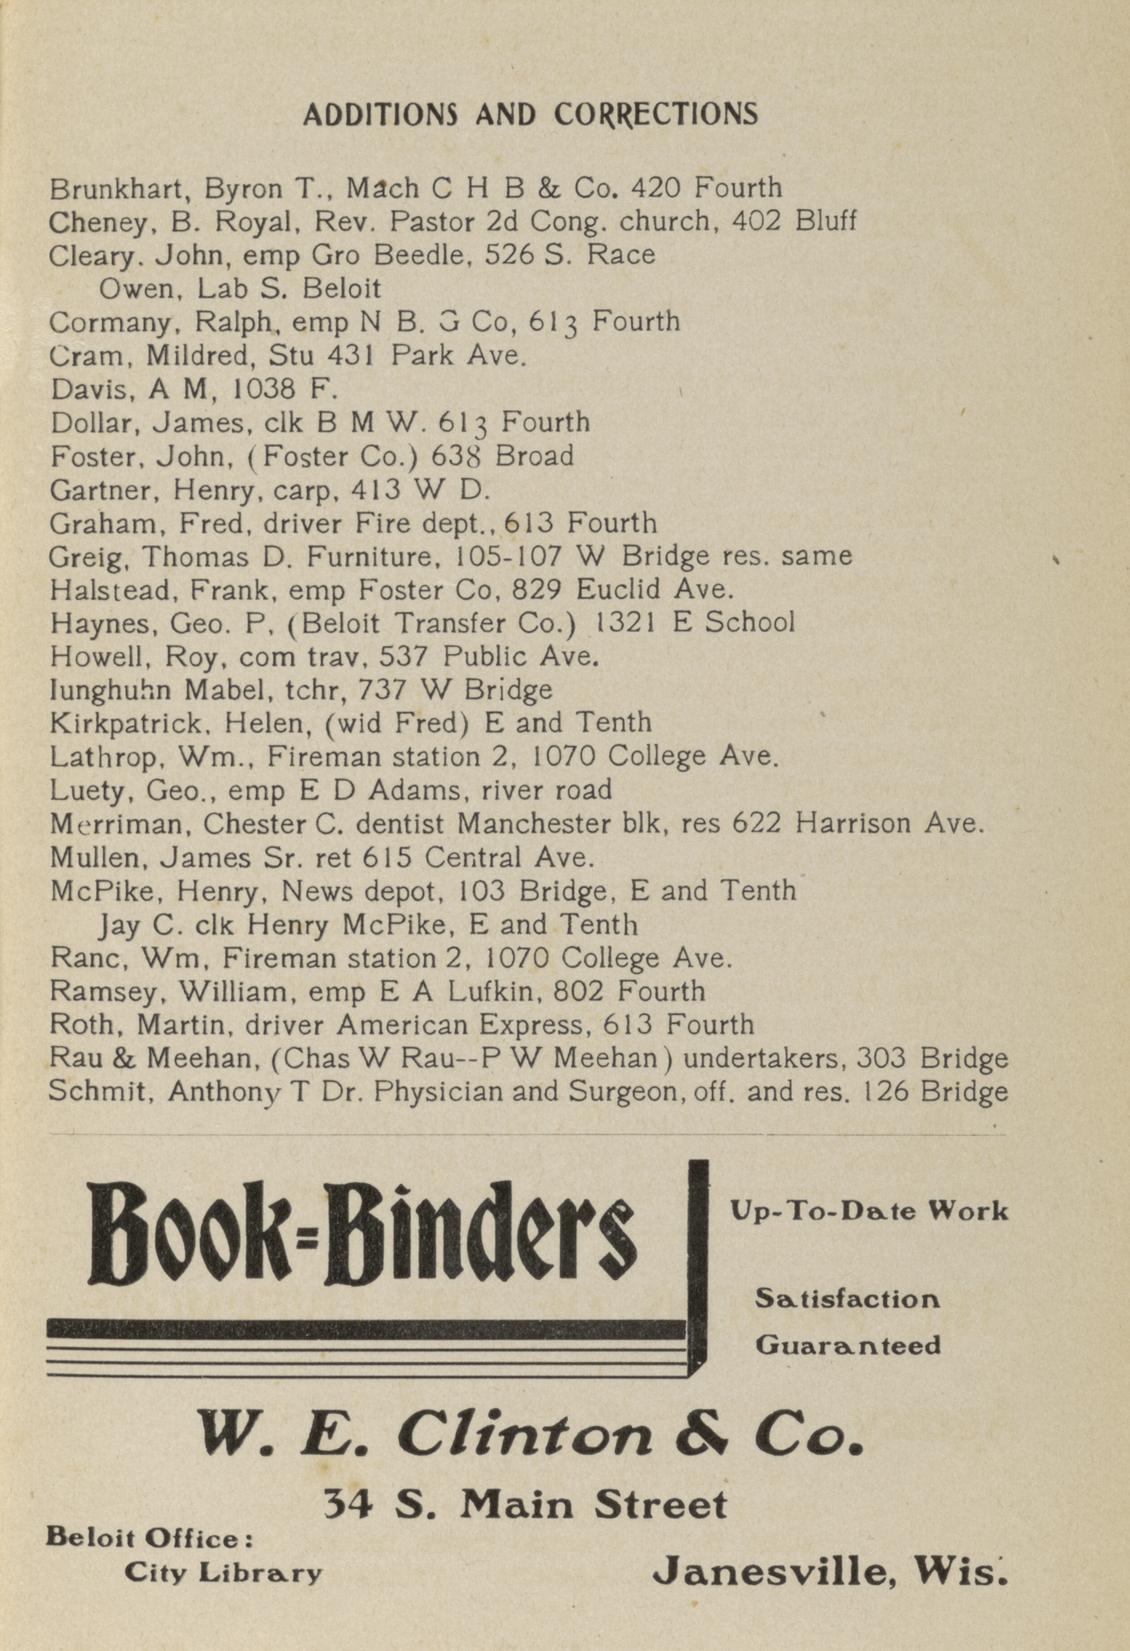 ADDITIONS AND CORRECTIONS
Brunkhart, Byron T., Mach C H B & Co. 420 Fourth
Cheney, B. Royal, Rev. Pastor 2d Cong. church, 402 Bluff
Cleary. John, emp Gro Beedle, 526 S. Race
Owen, Lab S. Beloit
Cormany, Ralph, emp N B. G Co, 613 Fourth
Cram, Mildred, Stu 431 Park Ave.
Davis, A M, 1038 F.
Dollar, James, clk B M W. 613 Fourth
Foster, John, (Foster Co.) 638 Broad
Gartner, Henry, carp, 413 W D.
Graham, Fred, driver Fire dept., 613 Fourth
Greig, Thomas D. Furniture, 105-107 W Bridge res. same
Halstead, Frank, emp Foster Co, 829 Euclid Ave.
Haynes, Geo. P, (Beloit Transfer Co.) 1321 E School
Howell, Roy, com trav, 537 Public Ave.
Iunghuhn Mabel, tchr, 737 W Bridge
Kirkpatrick, Helen, (wid Fred) E and Tenth
Lathrop, Wm., Fireman station 2, 1070 College Ave.
Luety, Geo., emp E D Adams, river road
Merriman, Chester C. dentist Manchester blk, res 622 Harrison Ave.
Mullen, James Sr. ret 615 Central Ave.
McPike, Henry, News depot, 103 Bridge, E and Tenth
Jay C. clk Henry McPike, E and Tenth
Ranc, Wm, Fireman station 2, 1070 College Ave.
Ramsey, William, emp E A Lufkin, 802 Fourth
Roth, Martin, driver American Express, 613 Fourth
Rau & Meehan, (Chas W Rau--P W Meehan) undertakers, 303 Bridge
Schmit, Anthony T Dr. Physician and Surgeon, off. and res. 126 Bridge
Book=Binders
Up-To-Date Work
Satisfaction
Guaranteed
W. E. Clinton & Co.
34 S. Main Street
Beloit Office:
City Library
Janesville, Wis.